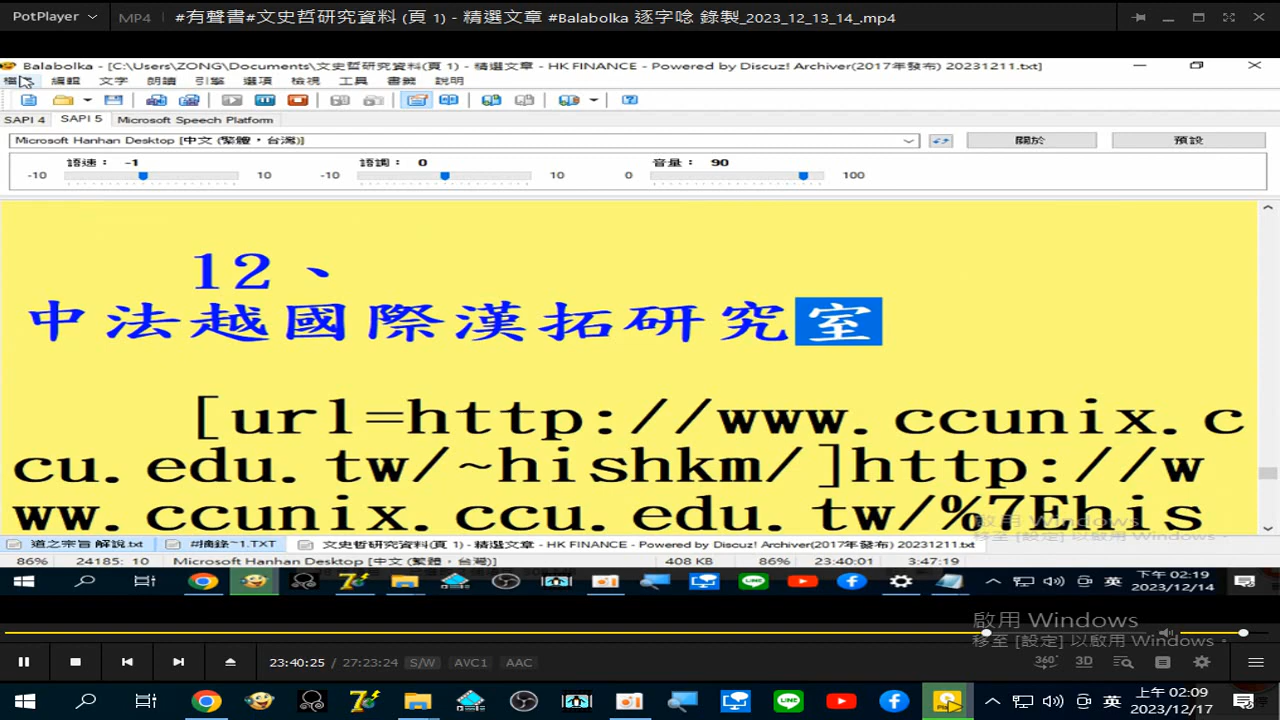 PotPlayer MP4 #有聲書#文史哲研究資料 (頁 1) - 精選文章 #Balabolka 逐字唸 錄製_2023_12_13_14_.mp4
Balabolka - [C:\Users\ZONG\Documents\文史哲研究資料(頁 1) - 精選文章 - HK FINANCE - Powered by Discuz! Archiver(2017年發布) 20231211.txt]
檔案 編輯 文字 朗讀 引擎 選項 檢視 工具 書籤 說明
SAPI 4 SAPI 5 Microsoft Speech Platform
Microsoft Hanhan Desktop [中文 (繁體，台灣)] 關於 預設
語速： -1 語調： 0 音量： 90
-10 10 -10 10 0 100
12、
中法越國際漢拓研究室
[url=http://www.ccunix.c
cu.edu.tw/~hishkm/]http://w
ww.ccunix.ccu.edu.tw/%7Ehis
啟用 Windows
移至 [設定] 以啟用 Windows。
道之宗旨 解說.txt #摘錄~1.TXT 文史哲研究資料(頁 1) - 精選文章 - HK FINANCE - Powered by Discuz! Archiver(2017年發布) 20231211.txt
86% 24185: 10 Microsoft Hanhan Desktop [中文 (繁體，台灣)] 408 KB 86% 23:40:01 3:47:19
英 下午 02:19
2023/12/14
啟用 Windows
移至 [設定] 以啟用 Windows。
23:40:25 / 27:23:24 S/W AVC1 AAC 360° 3D
英 上午 02:09
2023/12/17